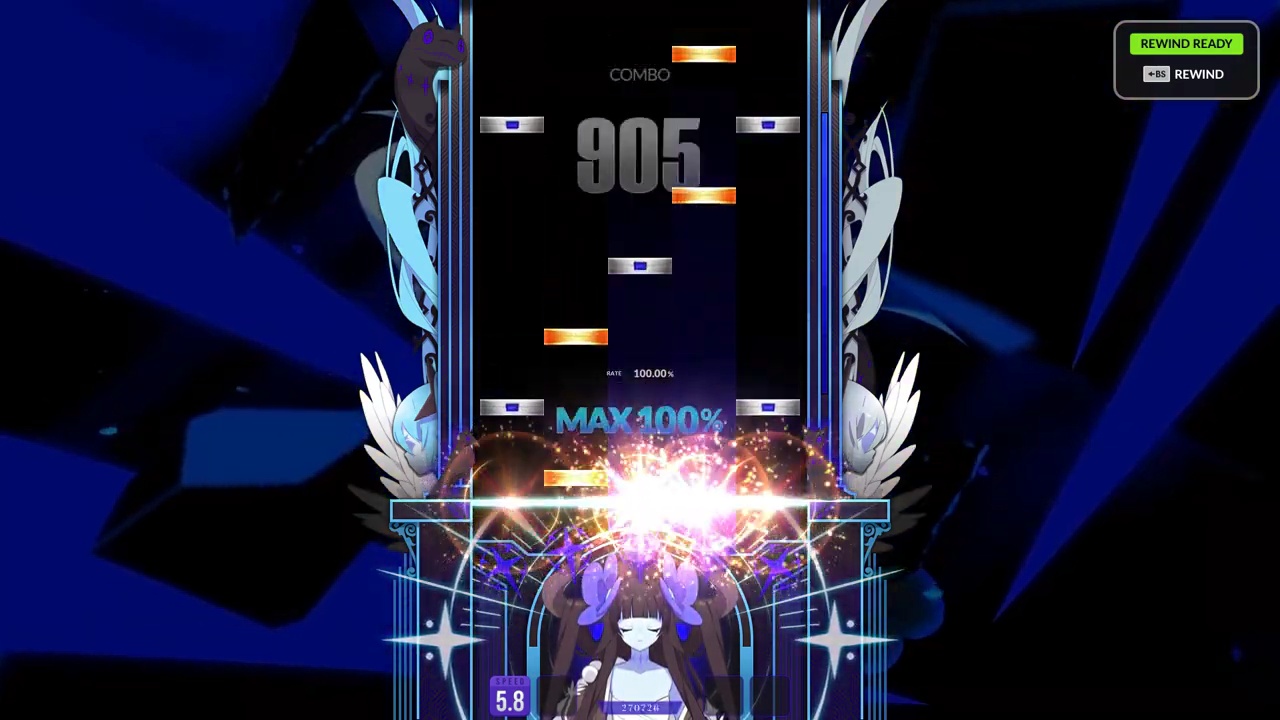 REWIND READY
←BS REWIND
COMBO
905
RATE 100.00%
MAX 100%
SPEED
5.8
270726